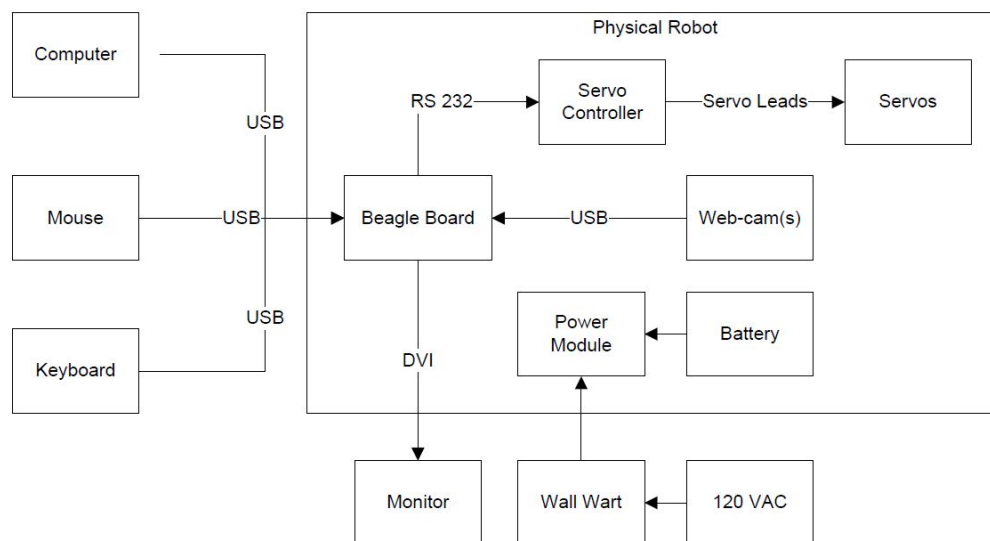 Physical Robot
Computer
RS 232
Servo
Controller
Servo Leads
Servos
USB
Mouse
USB
Beagle Board
USB
Web-cam(s)
USB
Power
Module
Battery
Keyboard
DVI
Monitor
Wall Wart
120 VAC